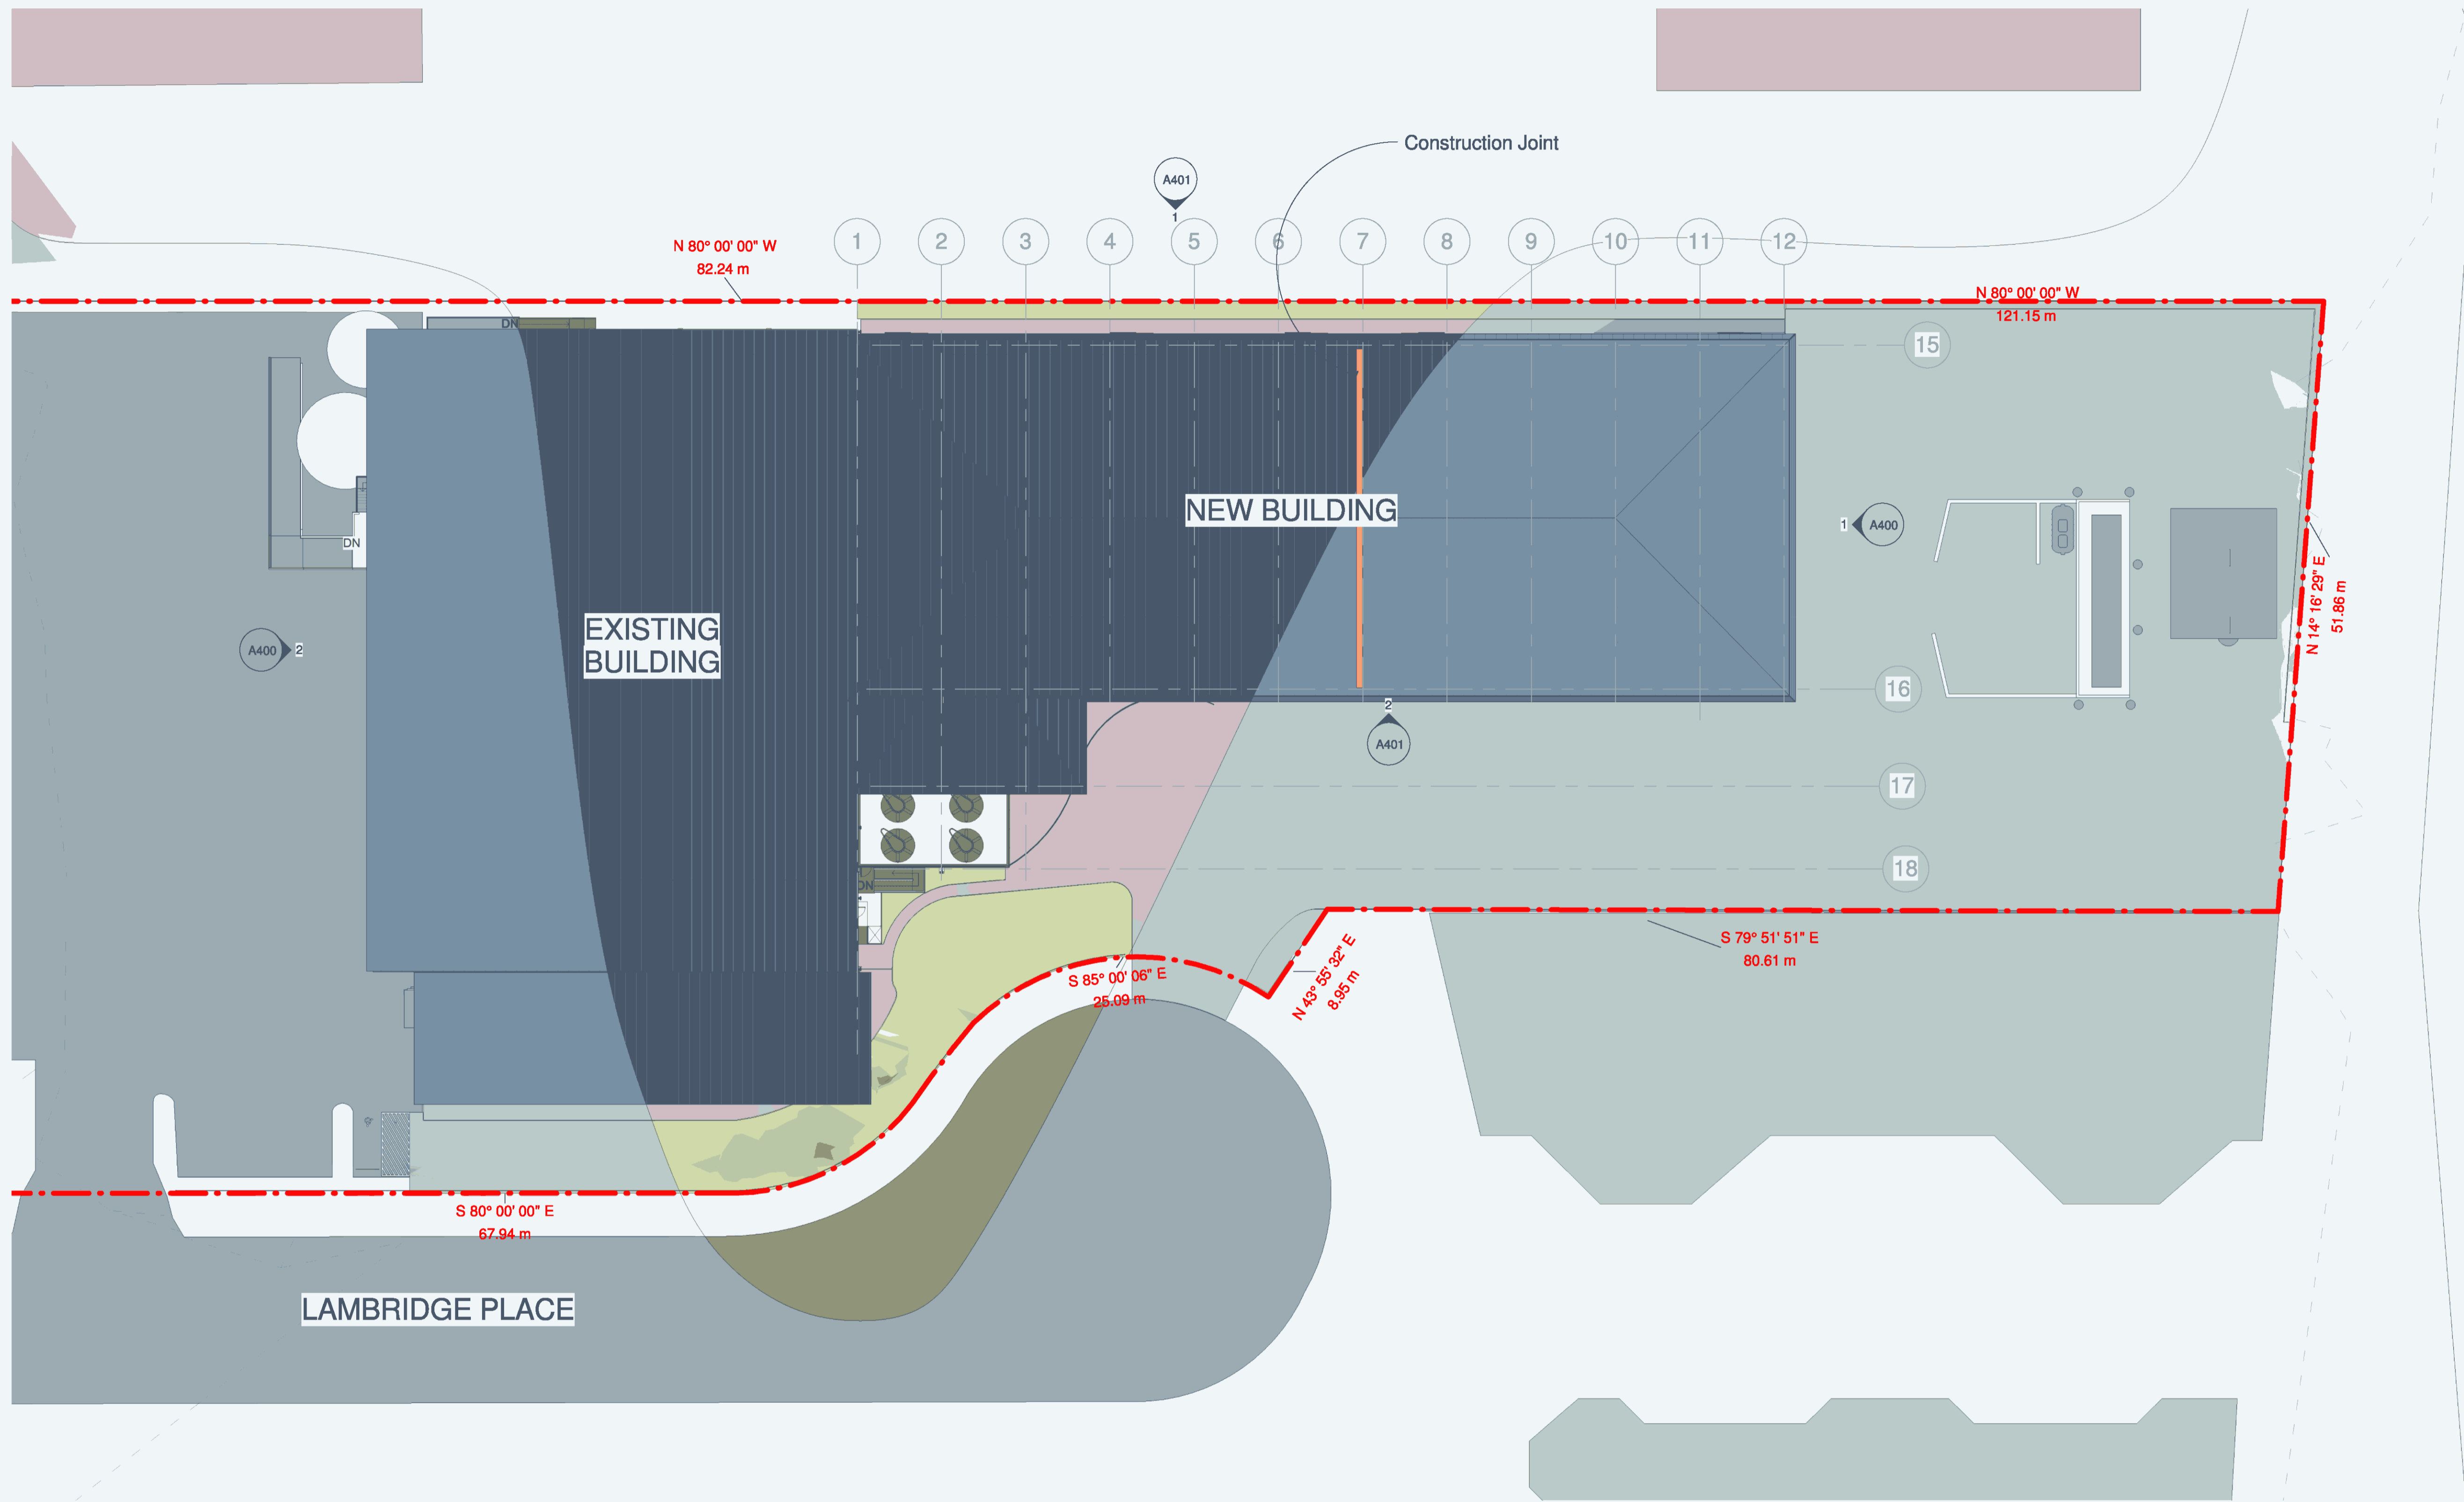 Construction Joint
A401
1
N 80° 00' 00" W
82.24 m
1
2
3
4
5
6
7
8
9
10
11
12
N 80° 00' 00" W
121.15 m
DN
15
NEW BUILDING
1
A400
DN
N 14° 16' 29" E
51.86 m
EXISTING
BUILDING
A400
2
16
2
A401
17
18
DN
S 79° 51' 51" E
80.61 m
S 85° 00' 06" E
25.09 m
N 43° 55' 32" E
8.95 m
S 80° 00' 00" E
67.94 m
LAMBRIDGE PLACE